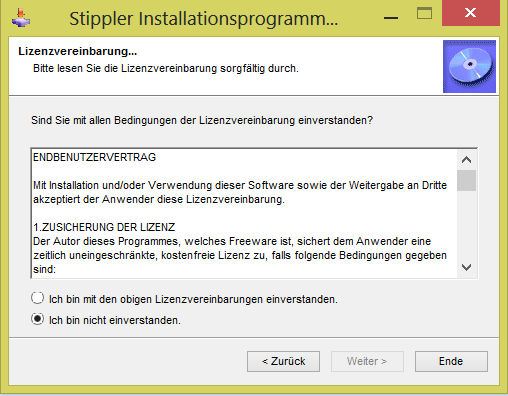 Stippler Installationsprogramm...
Lizenzvereinbarung...
Bitte lesen Sie die Lizenzvereinbarung sorgfältig durch.
Sind Sie mit allen Bedingungen der Lizenzvereinbarung einverstanden?
ENDBENUTZERVERTRAG
Mit Installation und/oder Verwendung dieser Software sowie der Weitergabe an Dritte
akzeptiert der Anwender diese Lizenzvereinbarung.
1.ZUSICHERUNG DER LIZENZ
Der Autor dieses Programmes, welches Freeware ist, sichert dem Anwender eine
zeitlich uneingeschränkte, kostenfreie Lizenz zu, falls folgende Bedingungen gegeben
sind:
Ich bin mit den obigen Lizenzvereinbarungen einverstanden.
Ich bin nicht einverstanden.
< Zurück Weiter > Ende